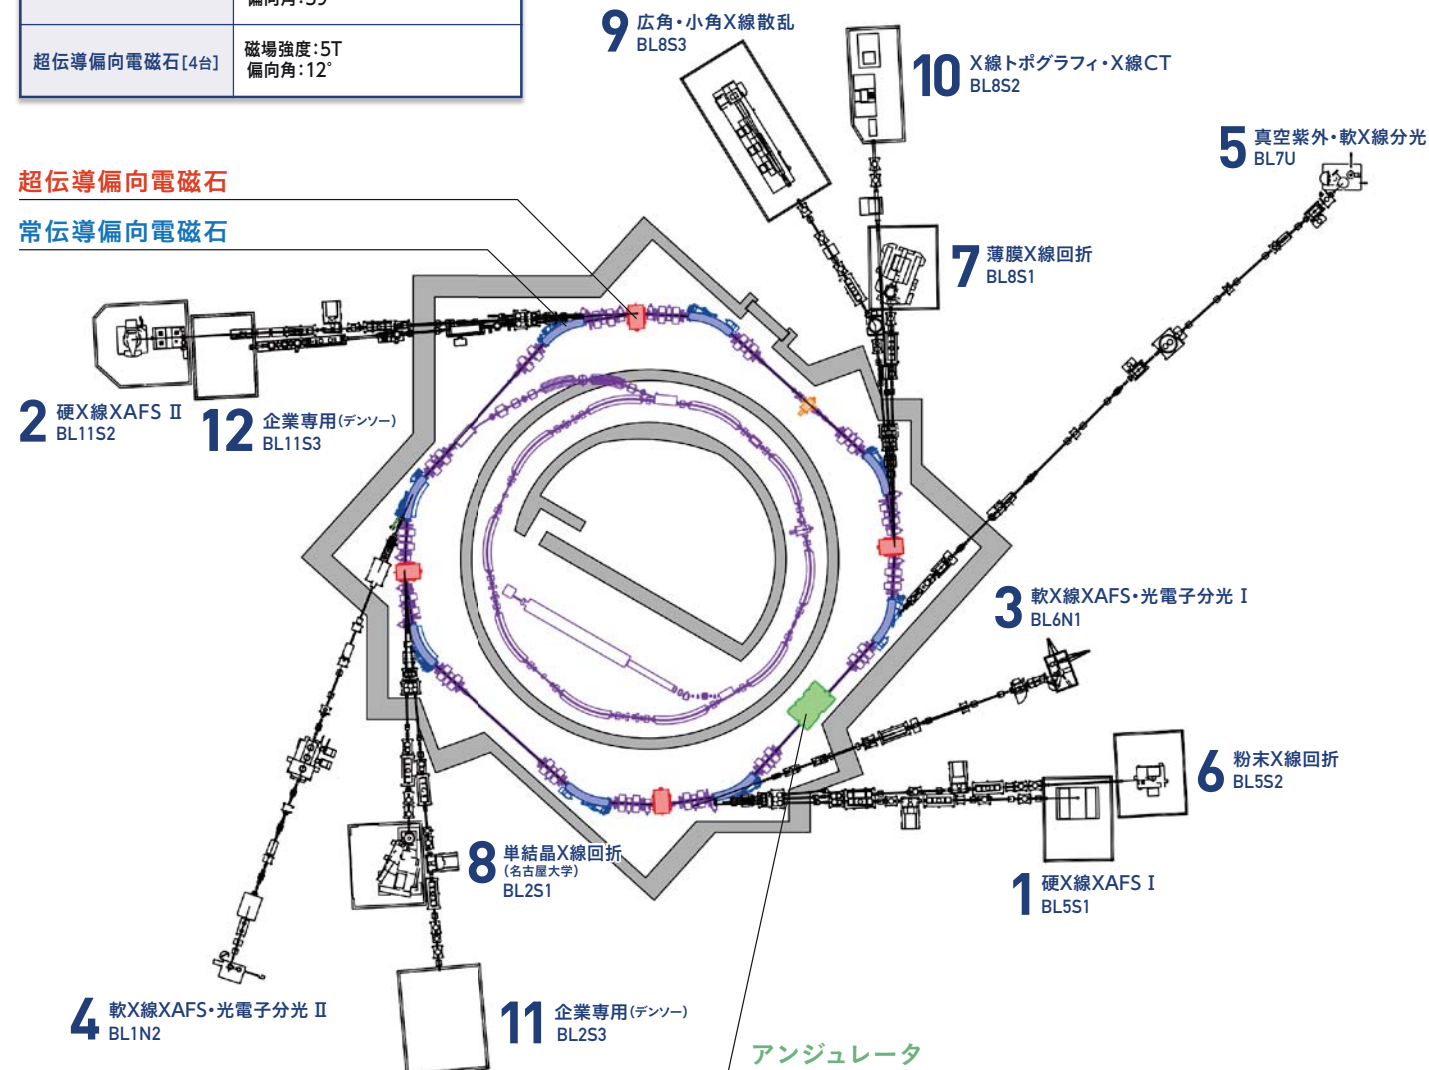 偏向角:39
超伝導偏向電磁石[4台]
磁場強度:5T
偏向角:12°
超伝導偏向電磁石
常伝導偏向電磁石
9 広角・小角X線散乱
BL8S3
10 X線トポグラフィ・X線CT
BL8S2
5 真空紫外・軟X線分光
BL7U
7 薄膜X線回折
BL8S1
2 硬X線XAFS Ⅱ
BL11S2
12 企業専用(デンソー)
BL11S3
3 軟X線XAFS・光電子分光 Ⅰ
BL6N1
6 粉末X線回折
BL5S2
1 硬X線XAFS Ⅰ
BL5S1
8 単結晶X線回折
(名古屋大学)
BL2S1
4 軟X線XAFS・光電子分光 Ⅱ
BL1N2
11 企業専用(デンソー)
BL2S3
アンジュレータ